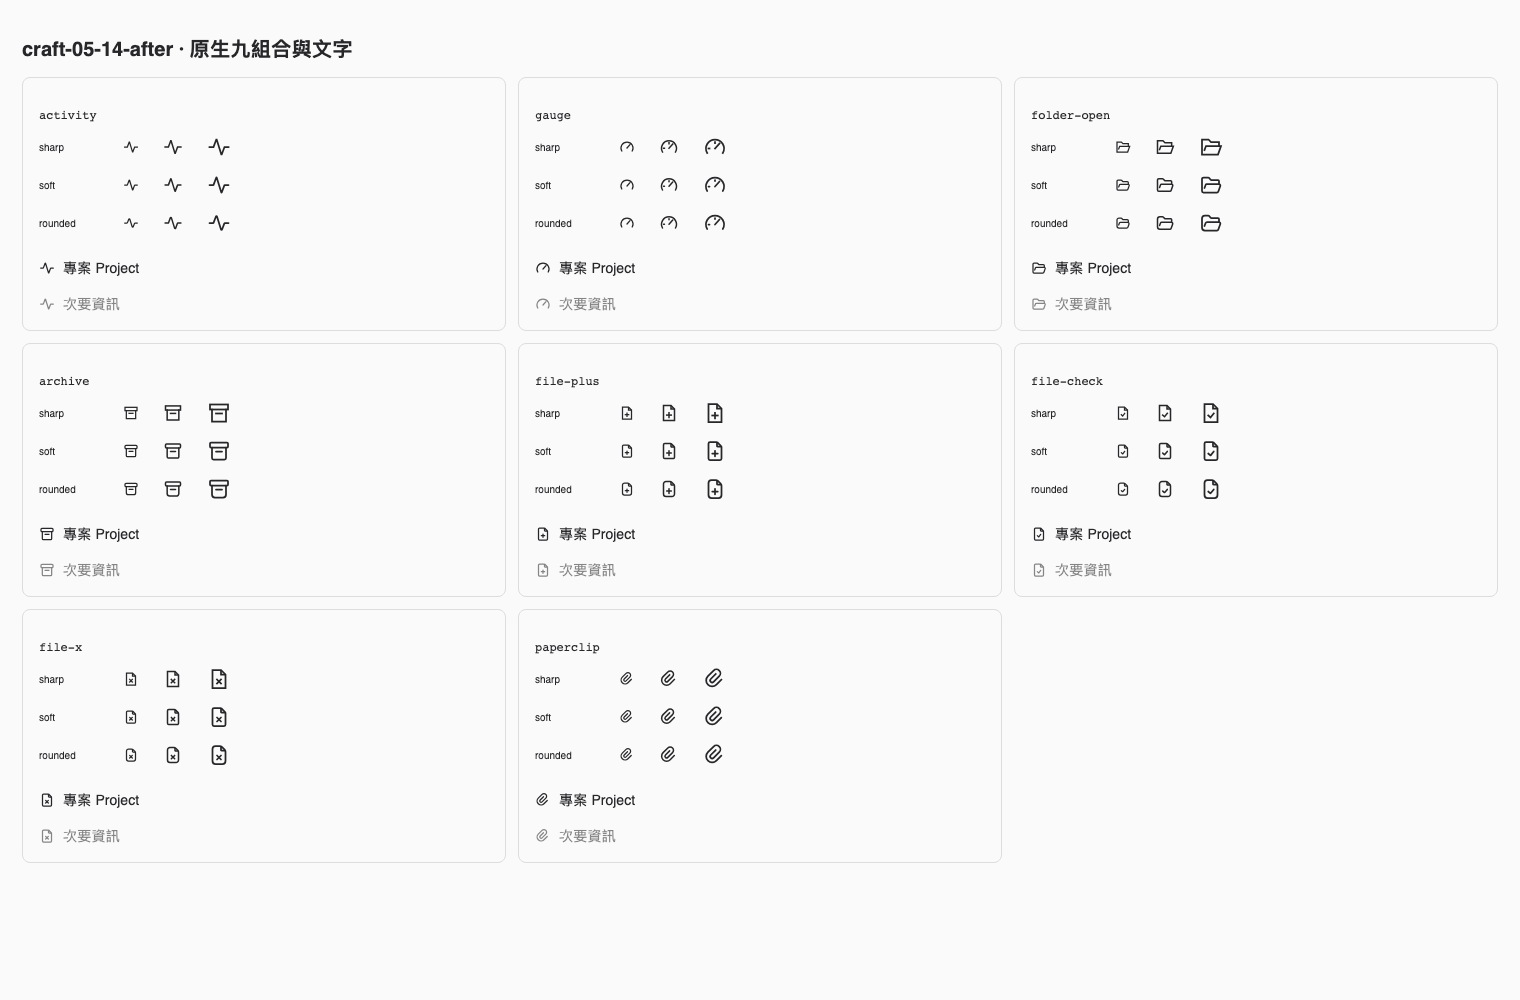 craft-05-14-after · 原生九組合與文字
activity
sharp
soft
rounded
專案 Project
次要資訊
gauge
sharp
soft
rounded
專案 Project
次要資訊
folder-open
sharp
soft
rounded
專案 Project
次要資訊
archive
sharp
soft
rounded
專案 Project
次要資訊
file-plus
sharp
soft
rounded
專案 Project
次要資訊
file-check
sharp
soft
rounded
專案 Project
次要資訊
file-x
sharp
soft
rounded
專案 Project
次要資訊
paperclip
sharp
soft
rounded
專案 Project
次要資訊